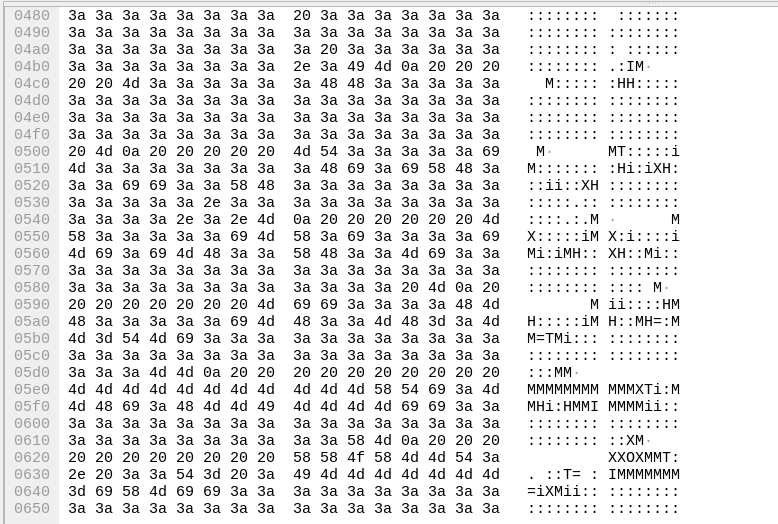 0480 3a 3a 3a 3a 3a 3a 3a 3a 20 3a 3a 3a 3a 3a 3a 3a :::::::: :::::::
0490 3a 3a 3a 3a 3a 3a 3a 3a 3a 3a 3a 3a 3a 3a 3a 3a :::::::: ::::::::
04a0 3a 3a 3a 3a 3a 3a 3a 3a 3a 20 3a 3a 3a 3a 3a 3a :::::::: : ::::::
04b0 3a 3a 3a 3a 3a 3a 3a 3a 2e 3a 49 4d 0a 20 20 20 :::::::: .:IM·
04c0 20 20 4d 3a 3a 3a 3a 3a 3a 48 48 3a 3a 3a 3a 3a M::::: :HH:::::
04d0 3a 3a 3a 3a 3a 3a 3a 3a 3a 3a 3a 3a 3a 3a 3a 3a :::::::: ::::::::
04e0 3a 3a 3a 3a 3a 3a 3a 3a 3a 3a 3a 3a 3a 3a 3a 3a :::::::: ::::::::
04f0 3a 3a 3a 3a 3a 3a 3a 3a 3a 3a 3a 3a 3a 3a 3a 3a :::::::: ::::::::
0500 20 4d 0a 20 20 20 20 20 4d 54 3a 3a 3a 3a 3a 69 M· MT:::::i
0510 4d 3a 3a 3a 3a 3a 3a 3a 3a 48 69 3a 69 58 48 3a M::::::: :Hi:iXH:
0520 3a 3a 69 69 3a 3a 58 48 3a 3a 3a 3a 3a 3a 3a 3a ::ii::XH ::::::::
0530 3a 3a 3a 3a 3a 2e 3a 3a 3a 3a 3a 3a 3a 3a 3a 3a :::::.:: ::::::::
0540 3a 3a 3a 3a 2e 3a 2e 4d 0a 20 20 20 20 20 20 4d ::::.:.M · M
0550 58 3a 3a 3a 3a 3a 69 4d 58 3a 69 3a 3a 3a 3a 69 X:::::iM X:i::::i
0560 4d 69 3a 69 4d 48 3a 3a 58 48 3a 3a 4d 69 3a 3a Mi:iMH:: XH::Mi::
0570 3a 3a 3a 3a 3a 3a 3a 3a 3a 3a 3a 3a 3a 3a 3a 3a :::::::: ::::::::
0580 3a 3a 3a 3a 3a 3a 3a 3a 3a 3a 3a 3a 20 4d 0a 20 :::::::: :::: M·
0590 20 20 20 20 20 20 20 4d 69 69 3a 3a 3a 3a 48 4d M ii::::HM
05a0 48 3a 3a 3a 3a 3a 69 4d 48 3a 3a 4d 48 3d 3a 4d H:::::iM H::MH=:M
05b0 4d 3d 54 4d 69 3a 3a 3a 3a 3a 3a 3a 3a 3a 3a 3a M=TMi::: ::::::::
05c0 3a 3a 3a 3a 3a 3a 3a 3a 3a 3a 3a 3a 3a 3a 3a 3a :::::::: ::::::::
05d0 3a 3a 3a 4d 4d 0a 20 20 20 20 20 20 20 20 20 20 :::MM·
05e0 4d 4d 4d 4d 4d 4d 4d 4d 4d 4d 4d 58 54 69 3a 4d MMMMMMMM MMMXTi:M
05f0 4d 48 69 3a 48 4d 4d 49 4d 4d 4d 4d 69 69 3a 3a MHi:HMMI MMMMii::
0600 3a 3a 3a 3a 3a 3a 3a 3a 3a 3a 3a 3a 3a 3a 3a 3a :::::::: ::::::::
0610 3a 3a 3a 3a 3a 3a 3a 3a 3a 3a 58 4d 0a 20 20 20 :::::::: ::XM·
0620 20 20 20 20 20 20 20 20 58 58 4f 58 4d 4d 54 3a XXOXMMT:
0630 2e 20 3a 3a 54 3d 20 3a 49 4d 4d 4d 4d 4d 4d 4d . ::T= : IMMMMMMM
0640 3d 69 58 4d 69 69 3a 3a 3a 3a 3a 3a 3a 3a 3a 3a =iXMii:: ::::::::
0650 3a 3a 3a 3a 3a 3a 3a 3a 3a 3a 3a 3a 3a 3a 3a 3a :::::::: ::::::::